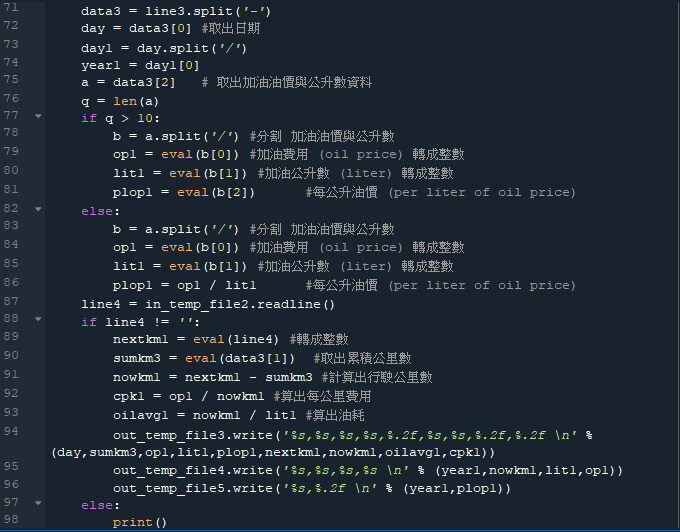 71 data3 = line3.split('-')
72 day = data3[0] #取出日期
73 day1 = day.split('/')
74 year1 = day1[0]
75 a = data3[2] # 取出加油油價與公升數資料
76 q = len(a)
77 if q > 10:
78 b = a.split('/') #分割 加油油價與公升數
79 op1 = eval(b[0]) #加油費用 (oil price) 轉成整數
80 lit1 = eval(b[1]) #加油公升數 (liter) 轉成整數
81 plop1 = eval(b[2]) #每公升油價 (per liter of oil price)
82 else:
83 b = a.split('/') #分割 加油油價與公升數
84 op1 = eval(b[0]) #加油費用 (oil price) 轉成整數
85 lit1 = eval(b[1]) #加油公升數 (liter) 轉成整數
86 plop1 = op1 / lit1 #每公升油價 (per liter of oil price)
87 line4 = in_temp_file2.readline()
88 if line4 != '':
89 nextkm1 = eval(line4) #轉成整數
90 sumkm3 = eval(data3[1]) #取出累積公里數
91 nowkm1 = nextkm1 - sumkm3 #計算出行駛公里數
92 cpk1 = op1 / nowkm1 #算出每公里費用
93 oilavg1 = nowkm1 / lit1 #算出油耗
94 out_temp_file3.write('%s,%s,%s,%s,%.2f,%s,%s,%.2f,%.2f \n' %
(day,sumkm3,op1,lit1,plop1,nextkm1,nowkm1,oilavg1,cpk1))
95 out_temp_file4.write('%s,%s,%s,%s \n' % (year1,nowkm1,lit1,op1))
96 out_temp_file5.write('%s,%.2f \n' % (year1,plop1))
97 else:
98 print()